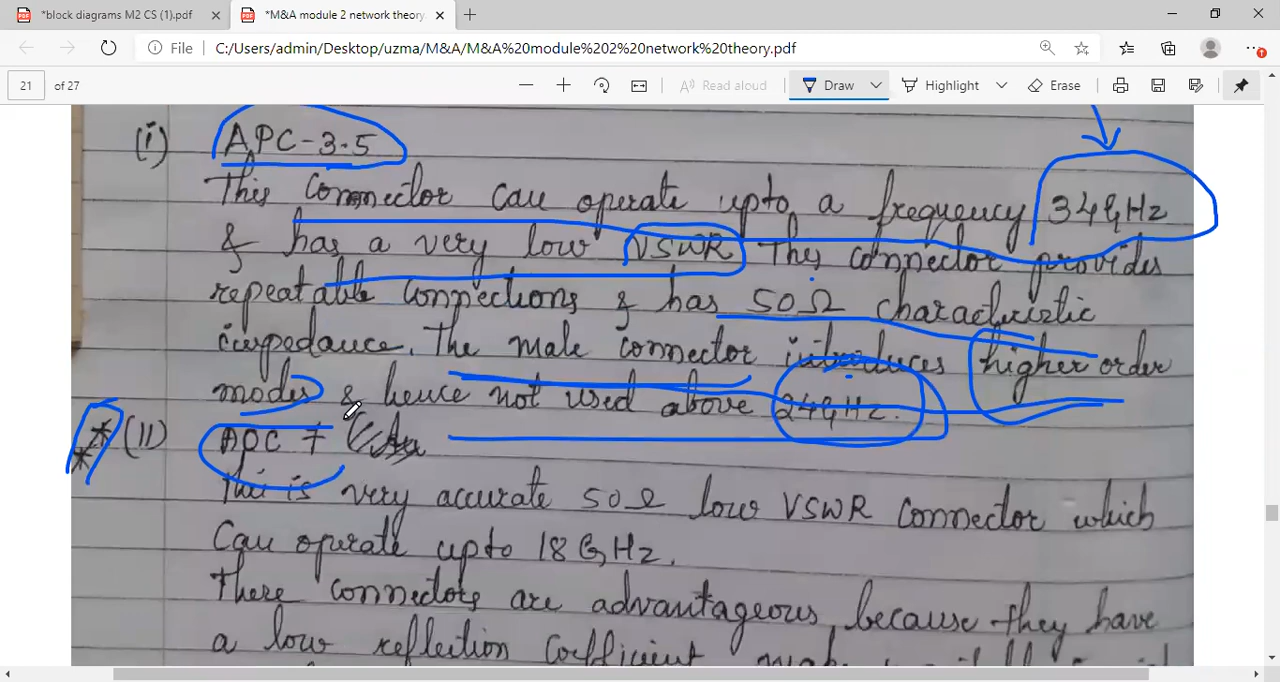 *block diagrams M2 CS (1).pdf
*M&A module 2 network theory.
File
C:/Users/admin/Desktop/uzma/M&A/M&A%20module%202%20network%20theory.pdf
21 of 27
Read aloud
Draw
Highlight
Erase
(i) APC-3.5
This connector can operate upto a frequency 34GHz
& has a very low VSWR This connector provides
repeatable connections & has 50Ω characteristic
impedance. The male connector introduces higher order
modes & hence not used above 24GHz.
** (II) APC 7
This is very accurate 50Ω low VSWR connector which
Can operate upto 18GHz.
There connectors are advantageous, because they have
a low reflection coefficient